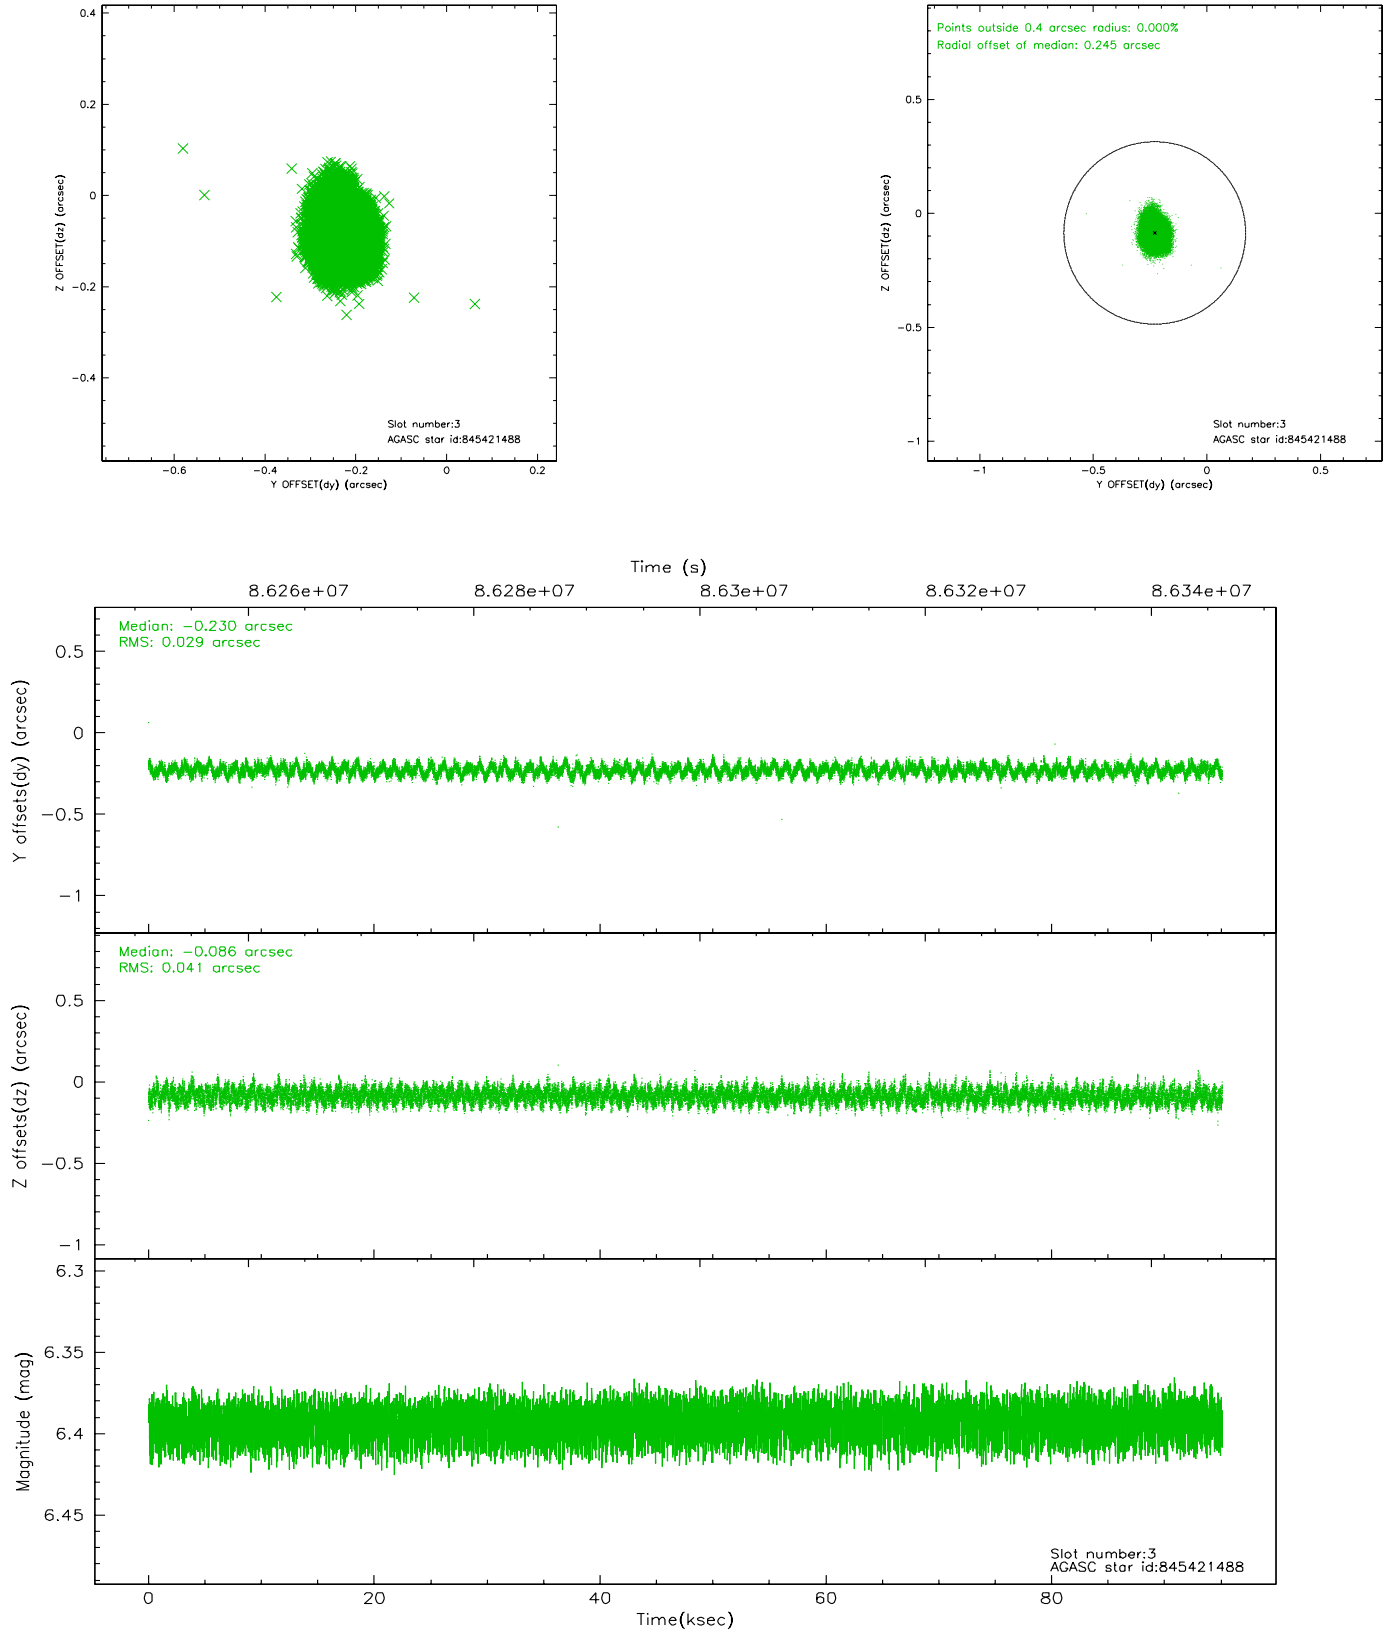 0.4
0.2
0
−0.2
−0.4
Z OFFSET(dz) (arcsec)
Slot number:3
AGASC star id:845421488
−0.6
−0.4
−0.2
0
0.2
Y OFFSET(dy) (arcsec)
Points outside 0.4 arcsec radius: 0.000%
Radial offset of median: 0.245 arcsec
0.5
0
−0.5
−1
Z OFFSET(dz) (arcsec)
Slot number:3
AGASC star id:845421488
−1
−0.5
0
0.5
Y OFFSET(dy) (arcsec)
Time (s)
8.626e+07
8.628e+07
8.63e+07
8.632e+07
8.634e+07
Median: −0.230 arcsec
RMS: 0.029 arcsec
0.5
0
−0.5
−1
Y offsets(dy) (arcsec)
Median: −0.086 arcsec
RMS: 0.041 arcsec
0.5
0
−0.5
−1
Z offsets(dz) (arcsec)
6.3
6.35
6.4
6.45
Magnitude (mag)
Slot number:3
AGASC star id:845421488
0
20
40
60
80
Time(ksec)